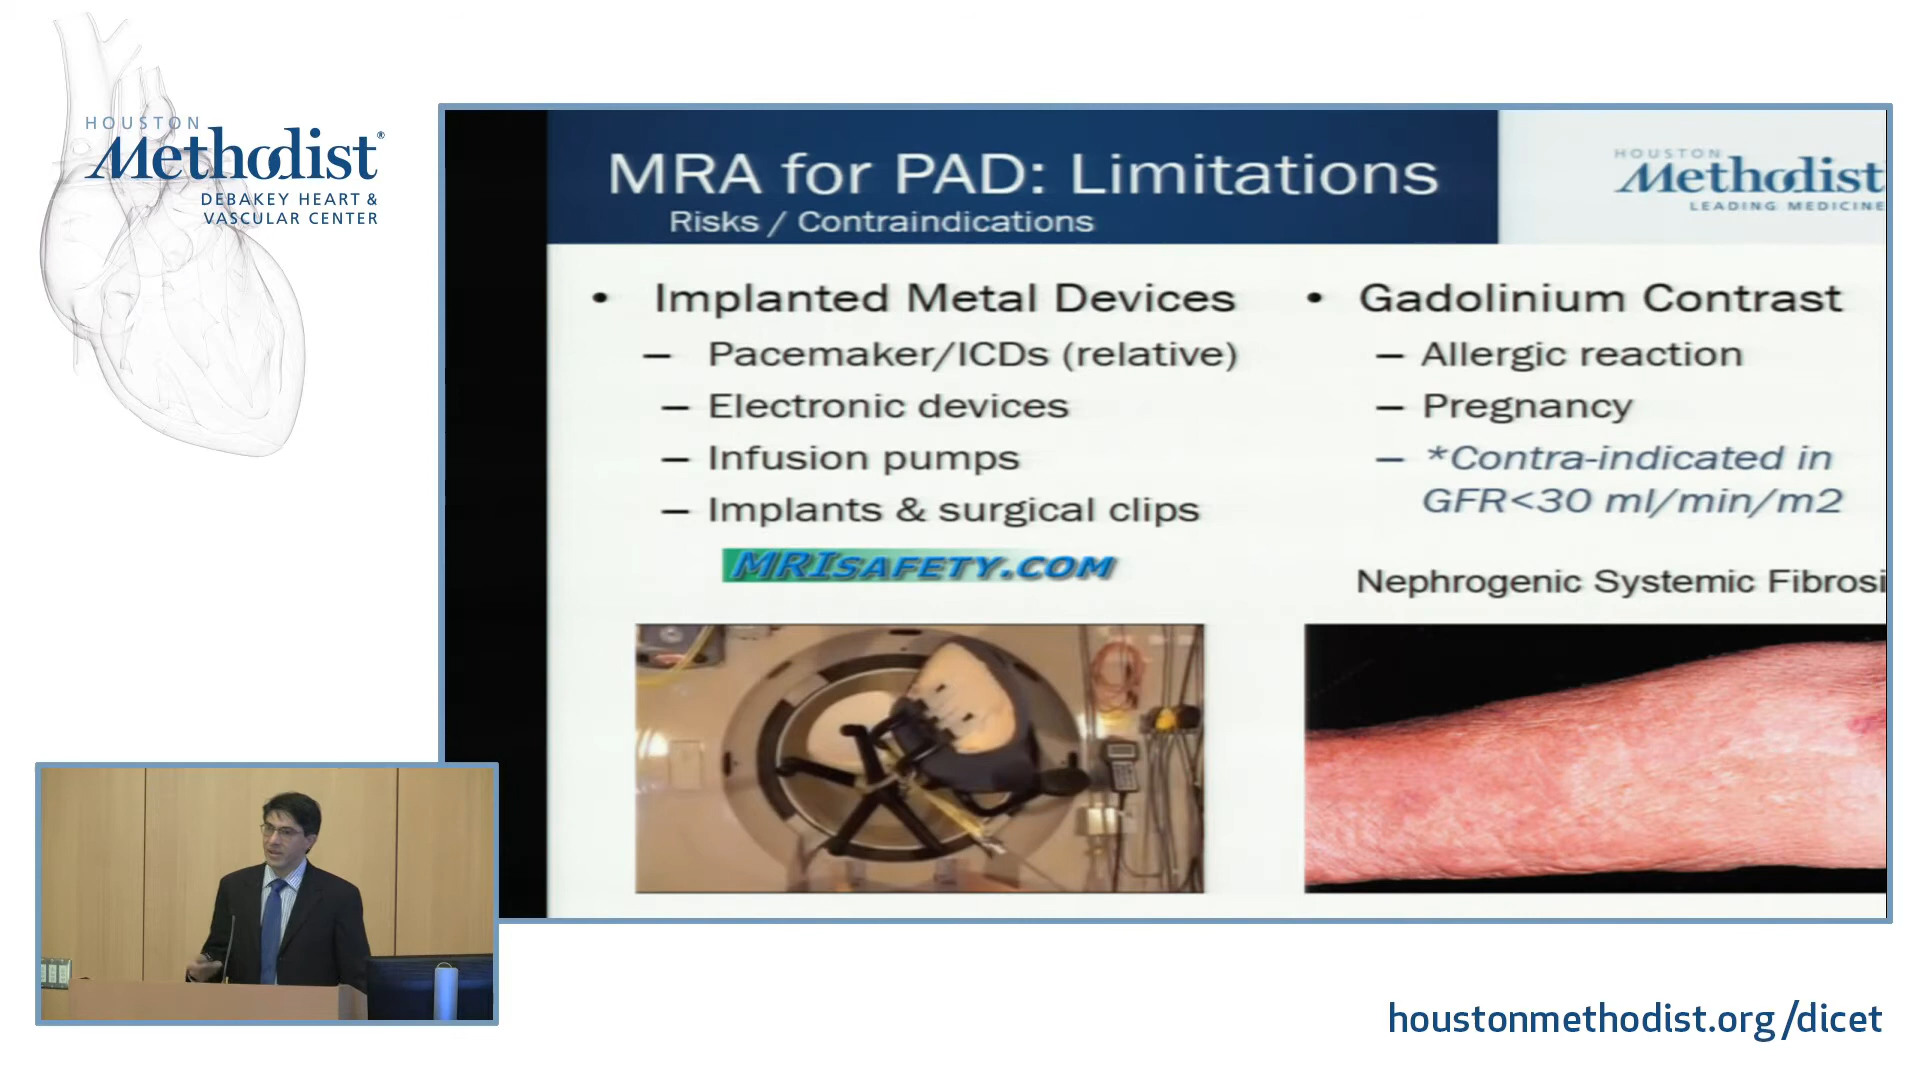 HOUSTON
Methodist®
DEBAKEY HEART &
VASCULAR CENTER
MRA for PAD: Limitations
Risks / Contraindications
HOUSTON
Methodist
LEADING MEDICINE
• Implanted Metal Devices
– Pacemaker/ICDs (relative)
– Electronic devices
– Infusion pumps
– Implants & surgical clips
MRISAFETY.COM
• Gadolinium Contrast
– Allergic reaction
– Pregnancy
– *Contra-indicated in
GFR<30 ml/min/m2
Nephrogenic Systemic Fibrosi
houstonmethodist.org/dicet